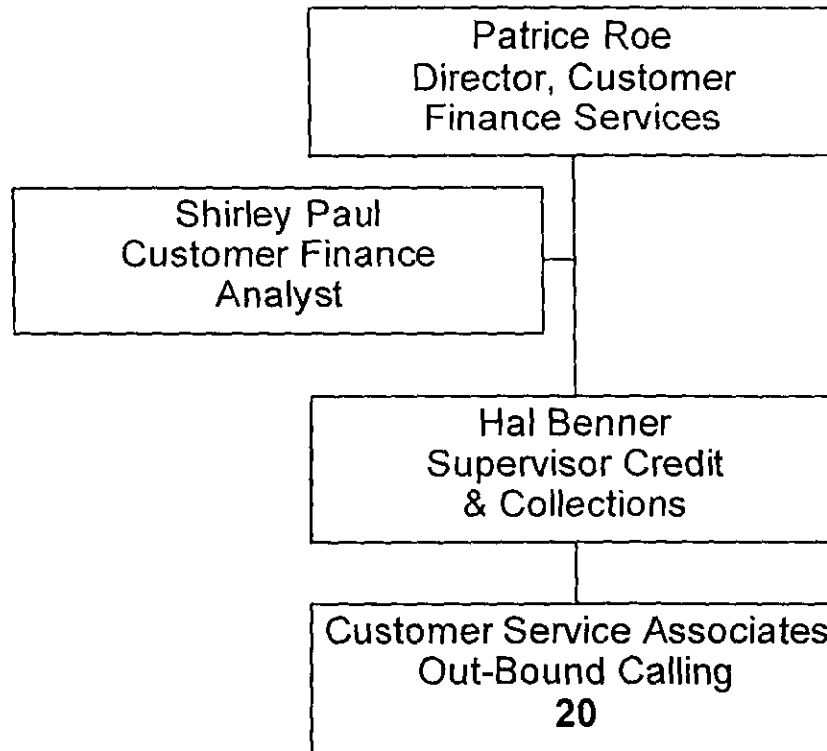 Patrice Roe
Director, Customer
Finance Services
Shirley Paul
Customer Finance
Analyst
Hal Benner
Supervisor Credit
& Collections
Customer Service Associates
Out-Bound Calling
20